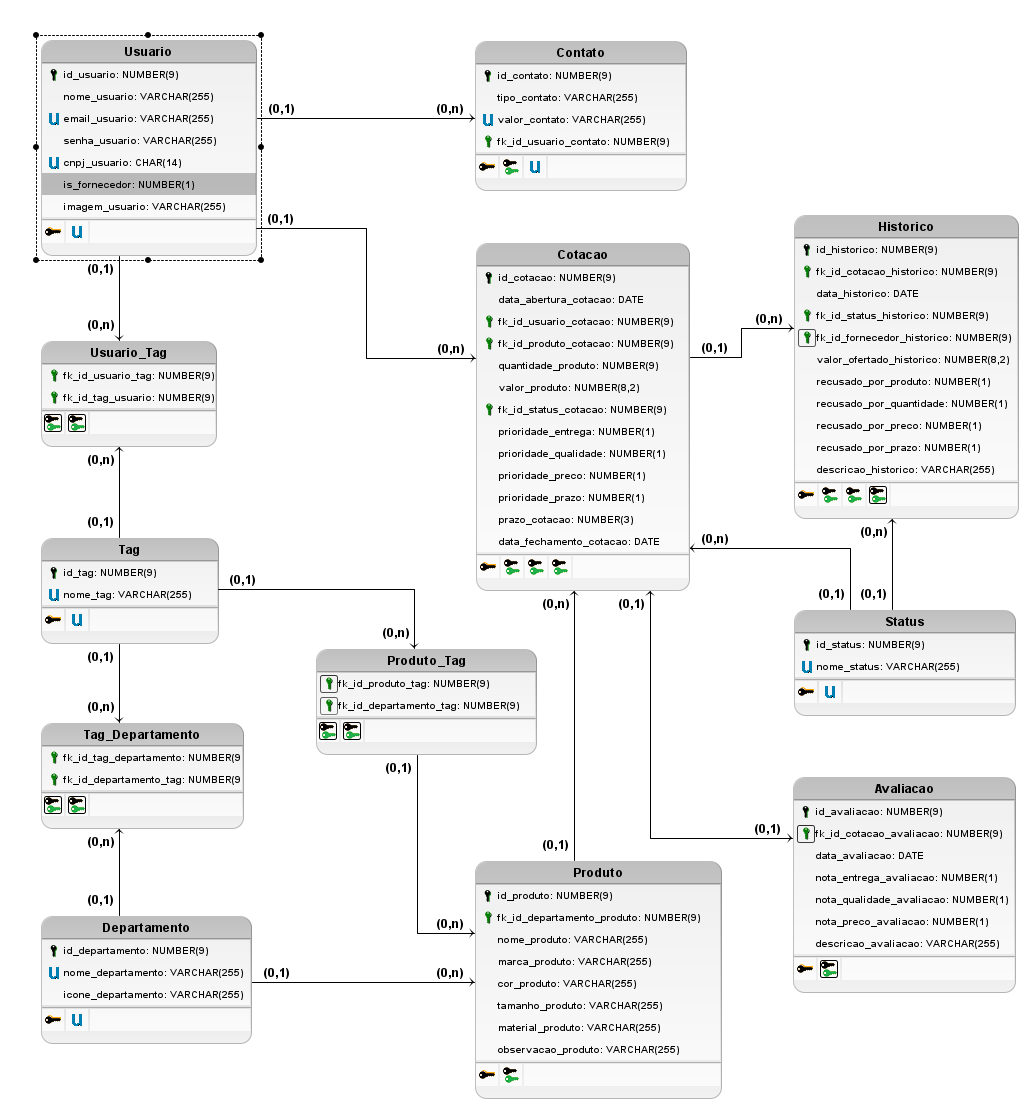 Usuario
id_usuario: NUMBER(9)
nome_usuario: VARCHAR(255)
U email_usuario: VARCHAR(255)
senha_usuario: VARCHAR(255)
U cnpj_usuario: CHAR(14)
is_fornecedor: NUMBER(1)
imagem_usuario: VARCHAR(255)
U
(0,1)
(0,n)
Contato
id_contato: NUMBER(9)
tipo_contato: VARCHAR(255)
U valor_contato: VARCHAR(255)
fk_id_usuario_contato: NUMBER(9)
U
(0,1)
(0,n)
(0,1)
(0,n)
Cotacao
id_cotacao: NUMBER(9)
data_abertura_cotacao: DATE
fk_id_usuario_cotacao: NUMBER(9)
fk_id_produto_cotacao: NUMBER(9)
quantidade_produto: NUMBER(9)
valor_produto: NUMBER(8,2)
fk_id_status_cotacao: NUMBER(9)
prioridade_entrega: NUMBER(1)
prioridade_qualidade: NUMBER(1)
prioridade_preco: NUMBER(1)
prioridade_prazo: NUMBER(1)
prazo_cotacao: NUMBER(3)
data_fechamento_cotacao: DATE
(0,1)
(0,n)
Historico
id_historico: NUMBER(9)
fk_id_cotacao_historico: NUMBER(9)
data_historico: DATE
fk_id_status_historico: NUMBER(9)
fk_id_fornecedor_historico: NUMBER(9)
valor_ofertado_historico: NUMBER(8,2)
recusado_por_produto: NUMBER(1)
recusado_por_quantidade: NUMBER(1)
recusado_por_preco: NUMBER(1)
recusado_por_prazo: NUMBER(1)
descricao_historico: VARCHAR(255)
Usuario_Tag
fk_id_usuario_tag: NUMBER(9)
fk_id_tag_usuario: NUMBER(9)
(0,n)
(0,1)
Tag
id_tag: NUMBER(9)
U nome_tag: VARCHAR(255)
U
(0,1)
(0,n)
(0,1)
(0,n)
Produto_Tag
fk_id_produto_tag: NUMBER(9)
fk_id_departamento_tag: NUMBER(9)
(0,1)
(0,n)
(0,n)
(0,1)
(0,n)
(0,1)
(0,n)
(0,1)
Status
id_status: NUMBER(9)
U nome_status: VARCHAR(255)
U
(0,1)
(0,1)
Tag_Departamento
fk_id_tag_departamento: NUMBER(9
fk_id_departamento_tag: NUMBER(9
(0,n)
(0,1)
Avaliacao
id_avaliacao: NUMBER(9)
fk_id_cotacao_avaliacao: NUMBER(9)
data_avaliacao: DATE
nota_entrega_avaliacao: NUMBER(1)
nota_qualidade_avaliacao: NUMBER(1)
nota_preco_avaliacao: NUMBER(1)
descricao_avaliacao: VARCHAR(255)
Departamento
id_departamento: NUMBER(9)
U nome_departamento: VARCHAR(255)
icone_departamento: VARCHAR(255)
U
(0,1)
(0,n)
Produto
id_produto: NUMBER(9)
fk_id_departamento_produto: NUMBER(9)
nome_produto: VARCHAR(255)
marca_produto: VARCHAR(255)
cor_produto: VARCHAR(255)
tamanho_produto: VARCHAR(255)
material_produto: VARCHAR(255)
observacao_produto: VARCHAR(255)